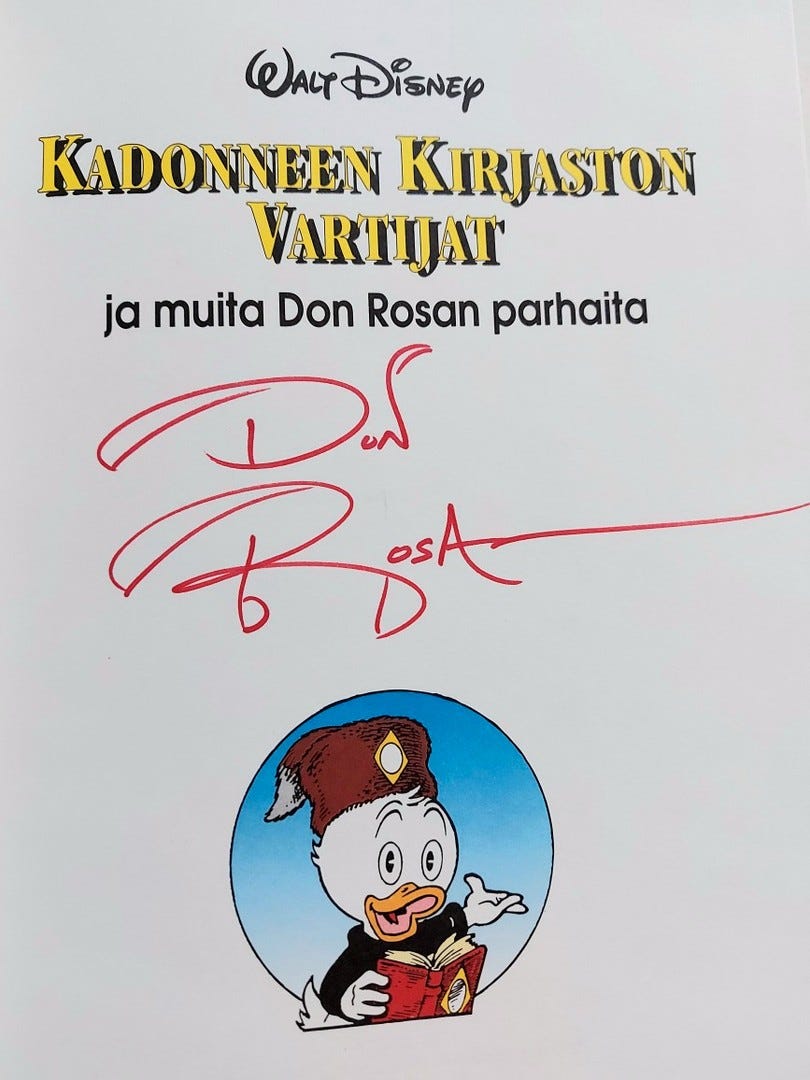 Walt Disney
Kadonneen Kirjaston
Vartijat
ja muita Don Rosan parhaita
Don
Rosa